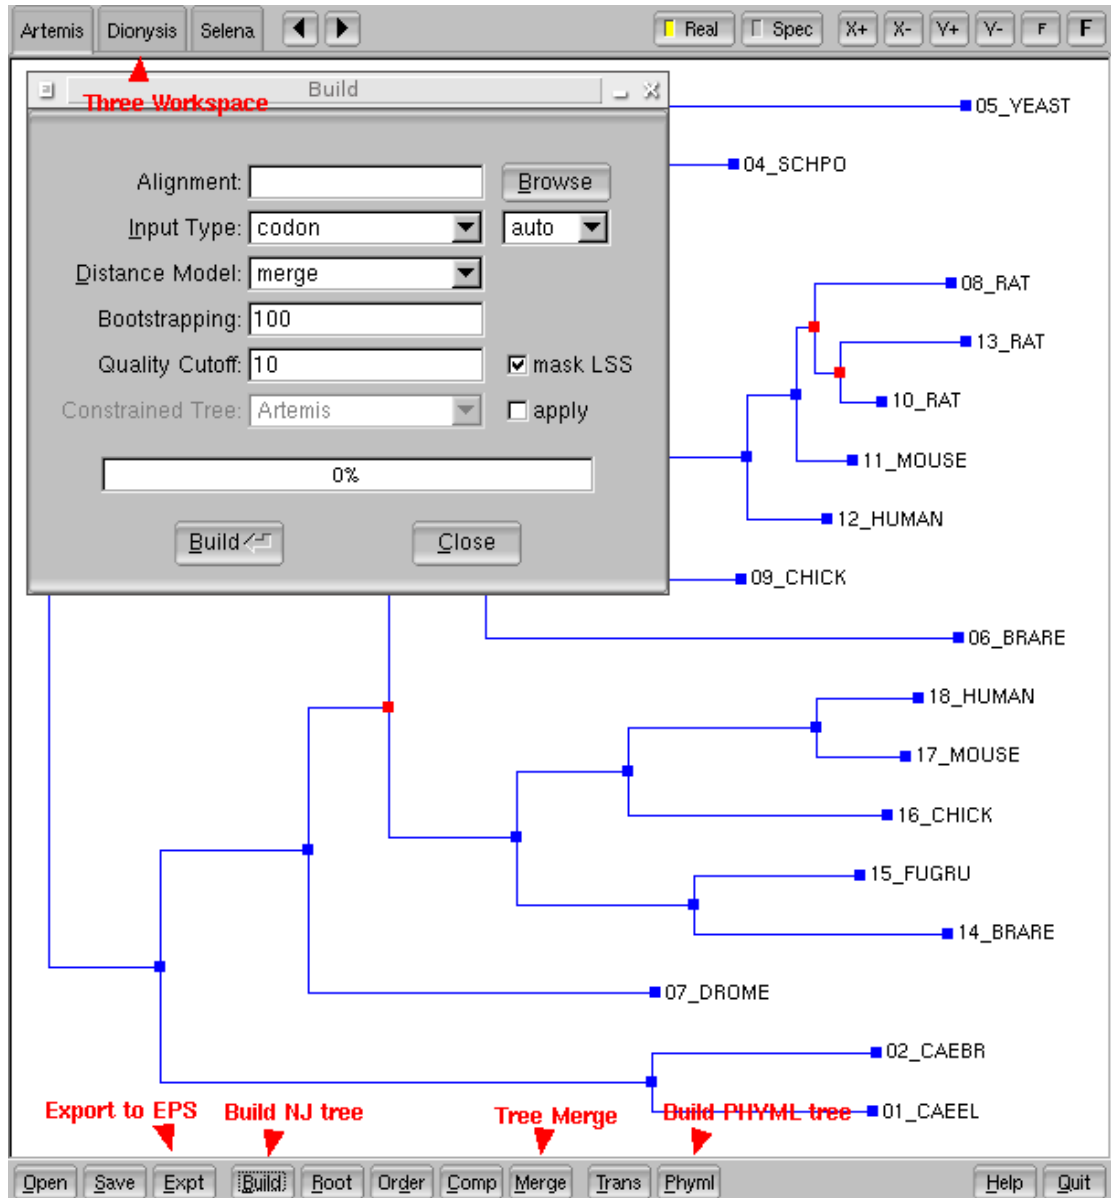 Artemis Dionysis Selena Real Spec X+ X- Y+ Y- F F
Three Workspace
Build
05_YEAST
04_SCHPO
Alignment: Browse
Input Type: codon auto
Distance Model: merge
Bootstrapping: 100
Quality Cutoff: 10 mask LSS
Constrained Tree: Artemis apply
0%
Build Close
08_RAT
13_RAT
10_RAT
11_MOUSE
12_HUMAN
09_CHICK
06_BRARE
18_HUMAN
17_MOUSE
16_CHICK
15_FUGRU
14_BRARE
07_DROME
02_CAEBR
01_CAEEL
Export to EPS Build NJ tree Tree Merge Build PHYML tree
Open Save Expt Build Root Order Comp Merge Trans Phyml Help Quit